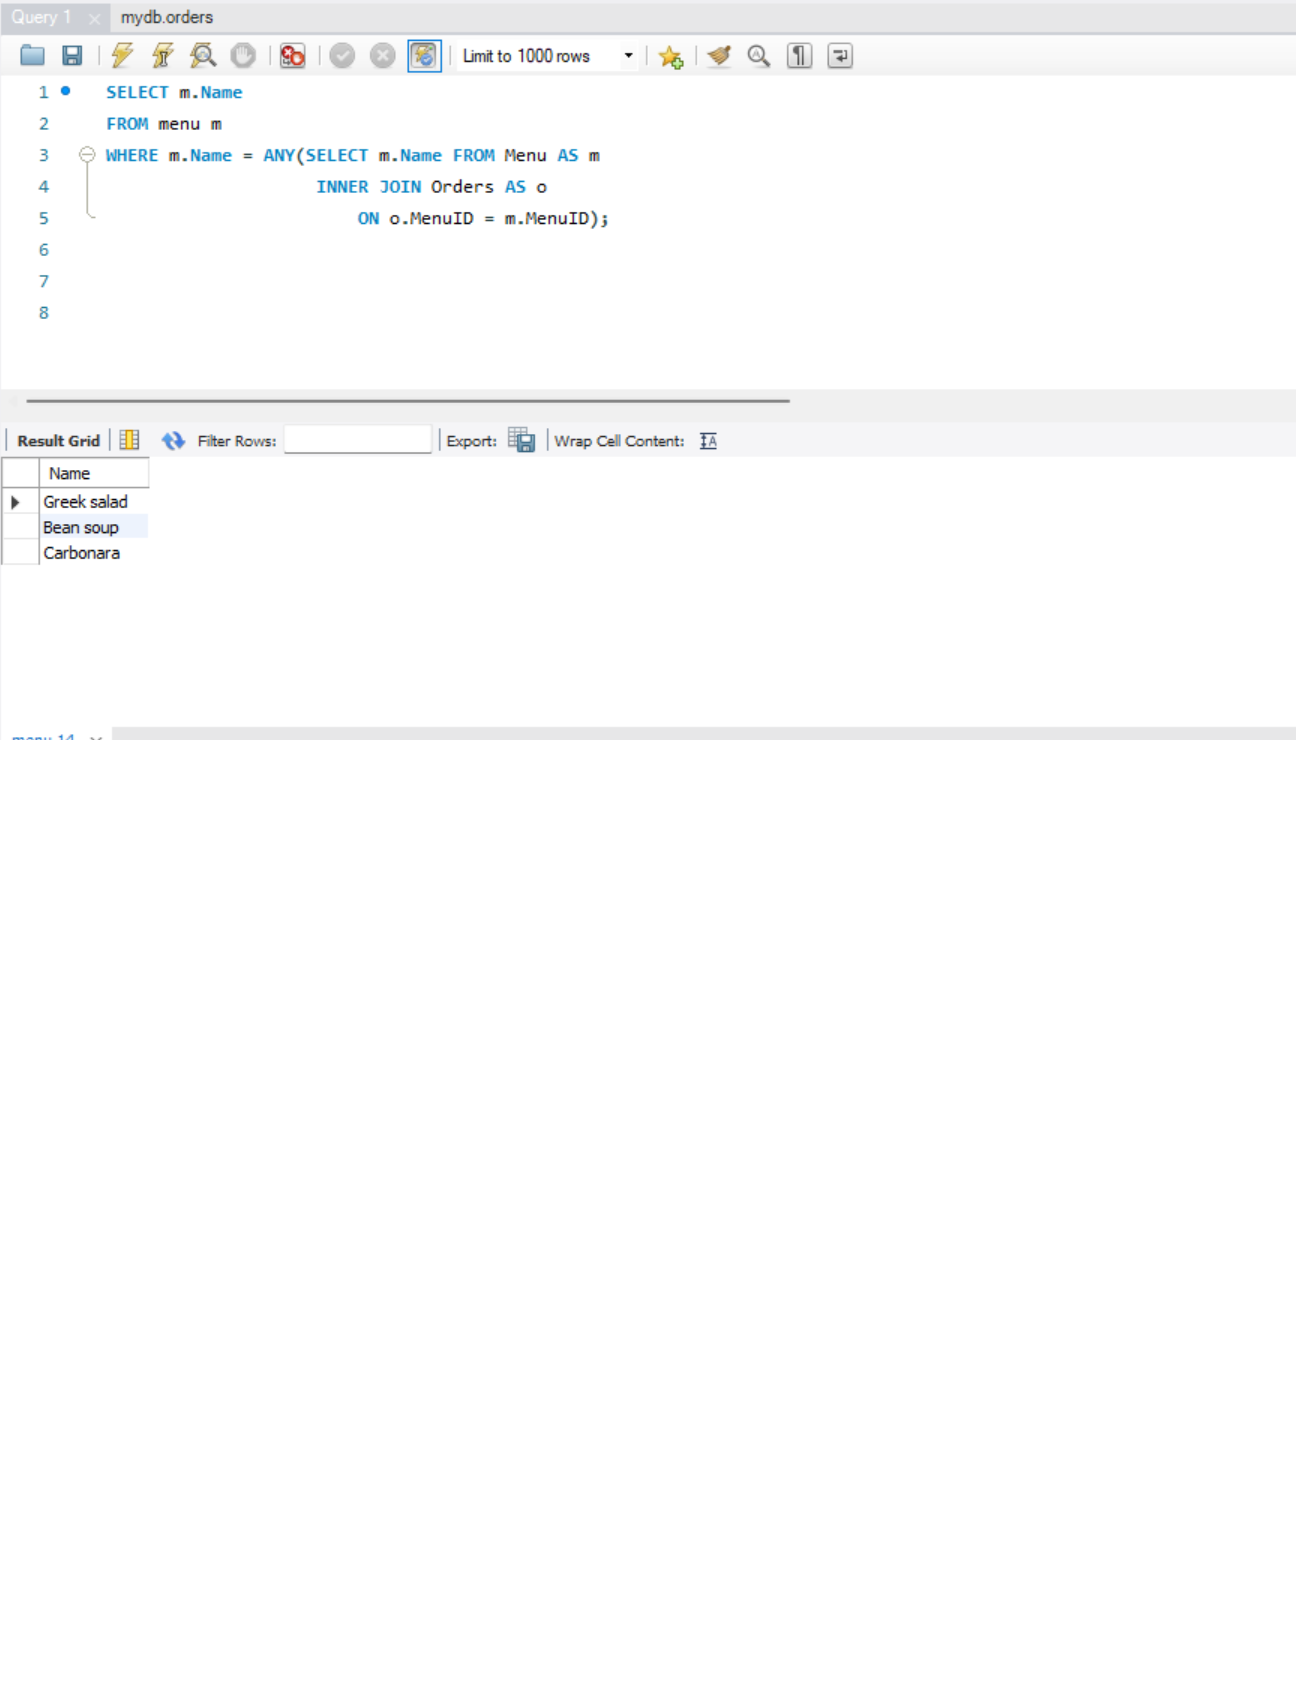 Query 1 mydb.orders
Limit to 1000 rows
1 SELECT m.Name
2 FROM menu m
3 WHERE m.Name = ANY(SELECT m.Name FROM Menu AS m
4 INNER JOIN Orders AS o
5 ON o.MenuID = m.MenuID);
6
7
8
Result Grid Filter Rows: Export: Wrap Cell Content:
Name
Greek salad
Bean soup
Carbonara
menu 14